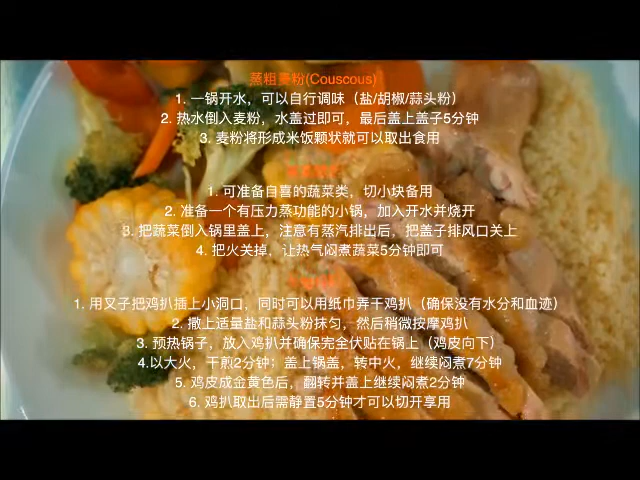 蒸粗麦粉(Couscous)
1. 一锅开水，可以自行调味（盐/胡椒/蒜头粉）
2. 热水倒入麦粉，水盖过即可，最后盖上盖子5分钟
3. 麦粉将形成米饭颗状就可以取出食用
1. 可准备自喜的蔬菜类，切小块备用
2. 准备一个有压力蒸功能的小锅，加入开水并烧开
3. 把蔬菜倒入锅里盖上，注意有蒸汽排出后，把盖子排风口关上
4. 把火关掉，让热气闷煮蔬菜5分钟即可
1. 用叉子把鸡扒插上小洞口，同时可以用纸巾弄干鸡扒（确保没有水分和血迹）
2. 撒上适量盐和蒜头粉抹匀，然后稍微按摩鸡扒
3. 预热锅子，放入鸡扒并确保完全伏贴在锅上（鸡皮向下）
4.以大火，干煎2分钟；盖上锅盖，转中火，继续闷煮7分钟
5. 鸡皮成金黄色后，翻转并盖上继续闷煮2分钟
6. 鸡扒取出后需静置5分钟才可以切开享用